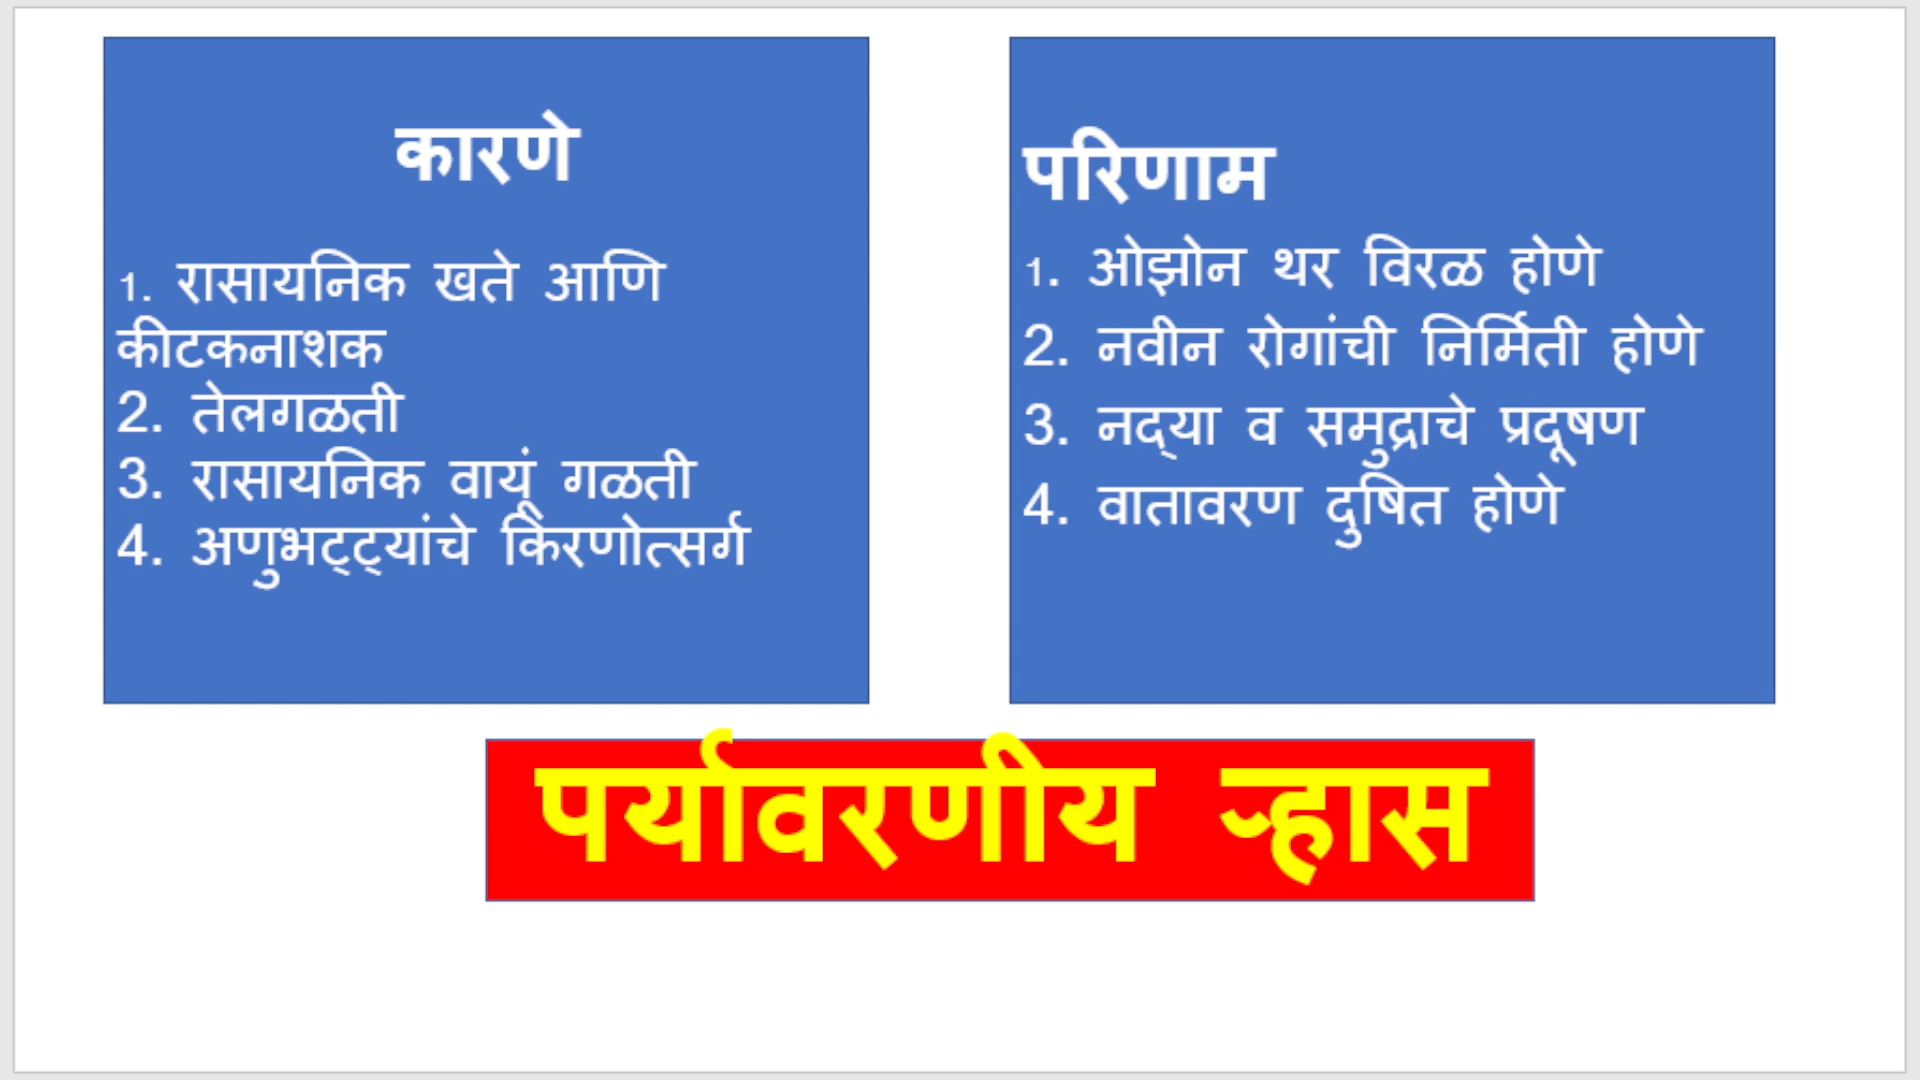 कारणे
1. रासायनिक खते आणि
कीटकनाशक
2. तेलगळती
3. रासायनिक वायूं गळती
4. अणुभट्ट्यांचे किरणोत्सर्ग
परिणाम
1. ओझोन थर विरळ होणे
2. नवीन रोगांची निर्मिती होणे
3. नद्या व समुद्राचे प्रदूषण
4. वातावरण दुषित होणे
पर्यावरणीय ऱ्हास